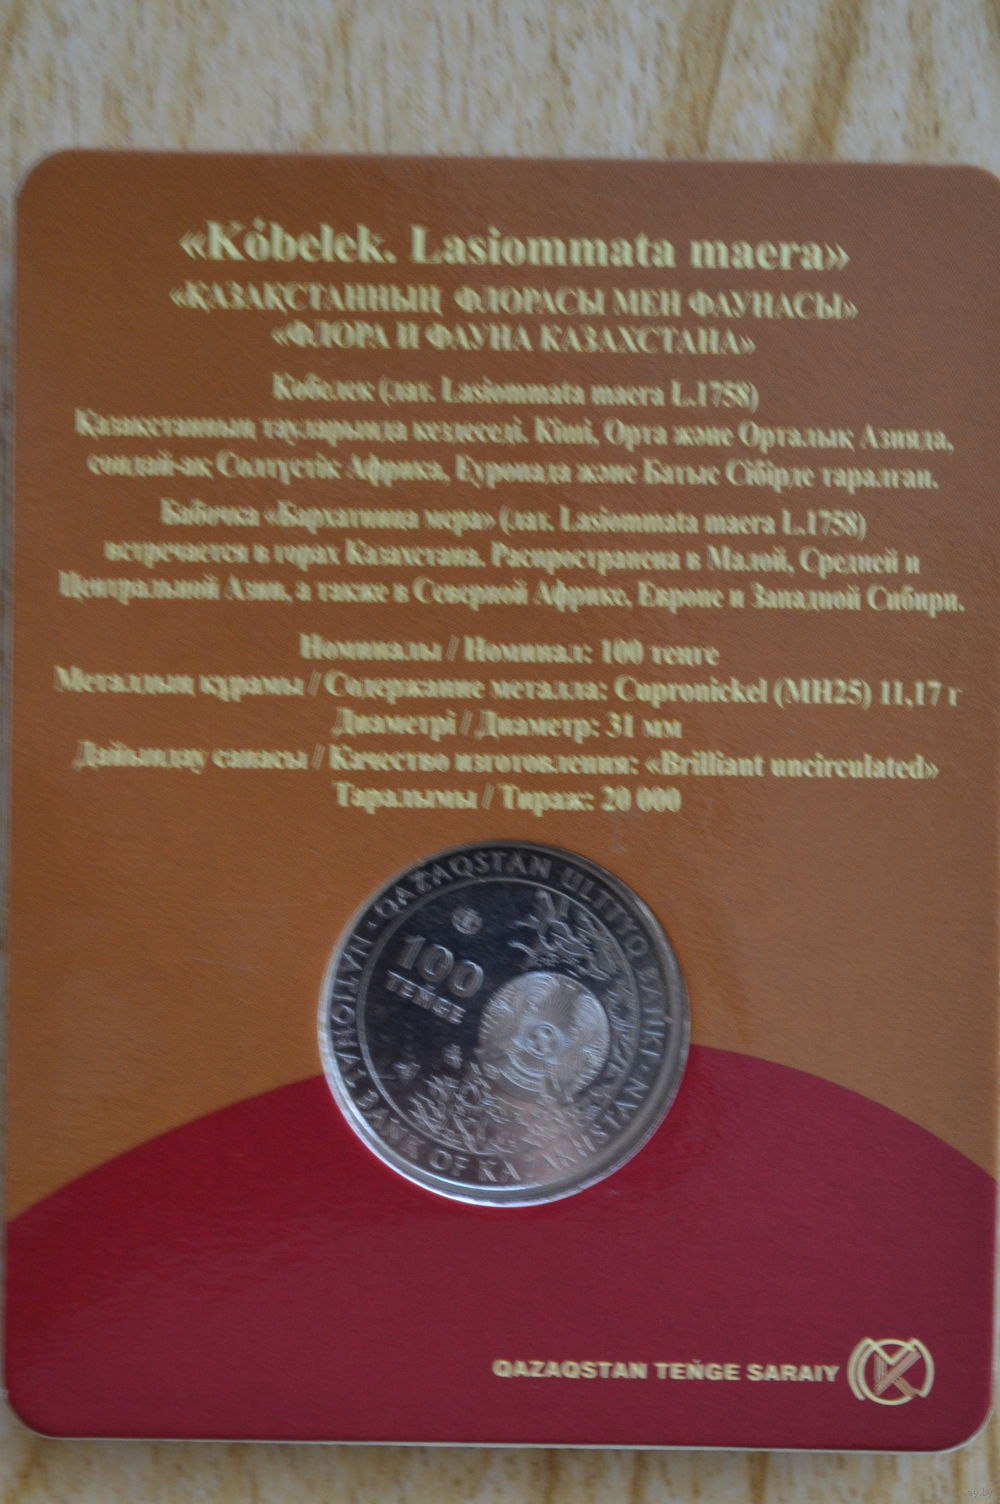 «Kóbelek. Lasiommata maera»
«ҚАЗАҚСТАННЫҢ ФЛОРАСЫ МЕН ФАУНАСЫ»
«ФЛОРА И ФАУНА КАЗАХСТАНА»
Көбелек (лат. Lasiommata maera L.1758)
Қазақстанның тауларында кездеседі. Кіші, Орта және Орталық Азияда,
сондай-ақ Солтүстік Африка, Еуропада және Батыс Сібірде таралған.
Бабочка «Бархатница мера» (лат. Lasiommata maera L.1758)
встречается в горах Казахстана. Распространена в Малой, Средней и
Центральной Азии, а также в Северной Африке, Европе и Западной Сибири.
Номиналы / Номинал: 100 теңге
Металдың құрамы / Содержание металла: Cupronickel (МН25) 11,17 г
Диаметрі / Диаметр: 31 мм
Дайындау сапасы / Качество изготовления: «Brilliant uncirculated»
Таралымы / Тираж: 20 000
QAZAQSTAN ULTTYQ BANKI · NATIONAL BANK OF KAZAKHSTAN
100
TEŃGE
QAZAQSTAN TEŃGE SARAIY